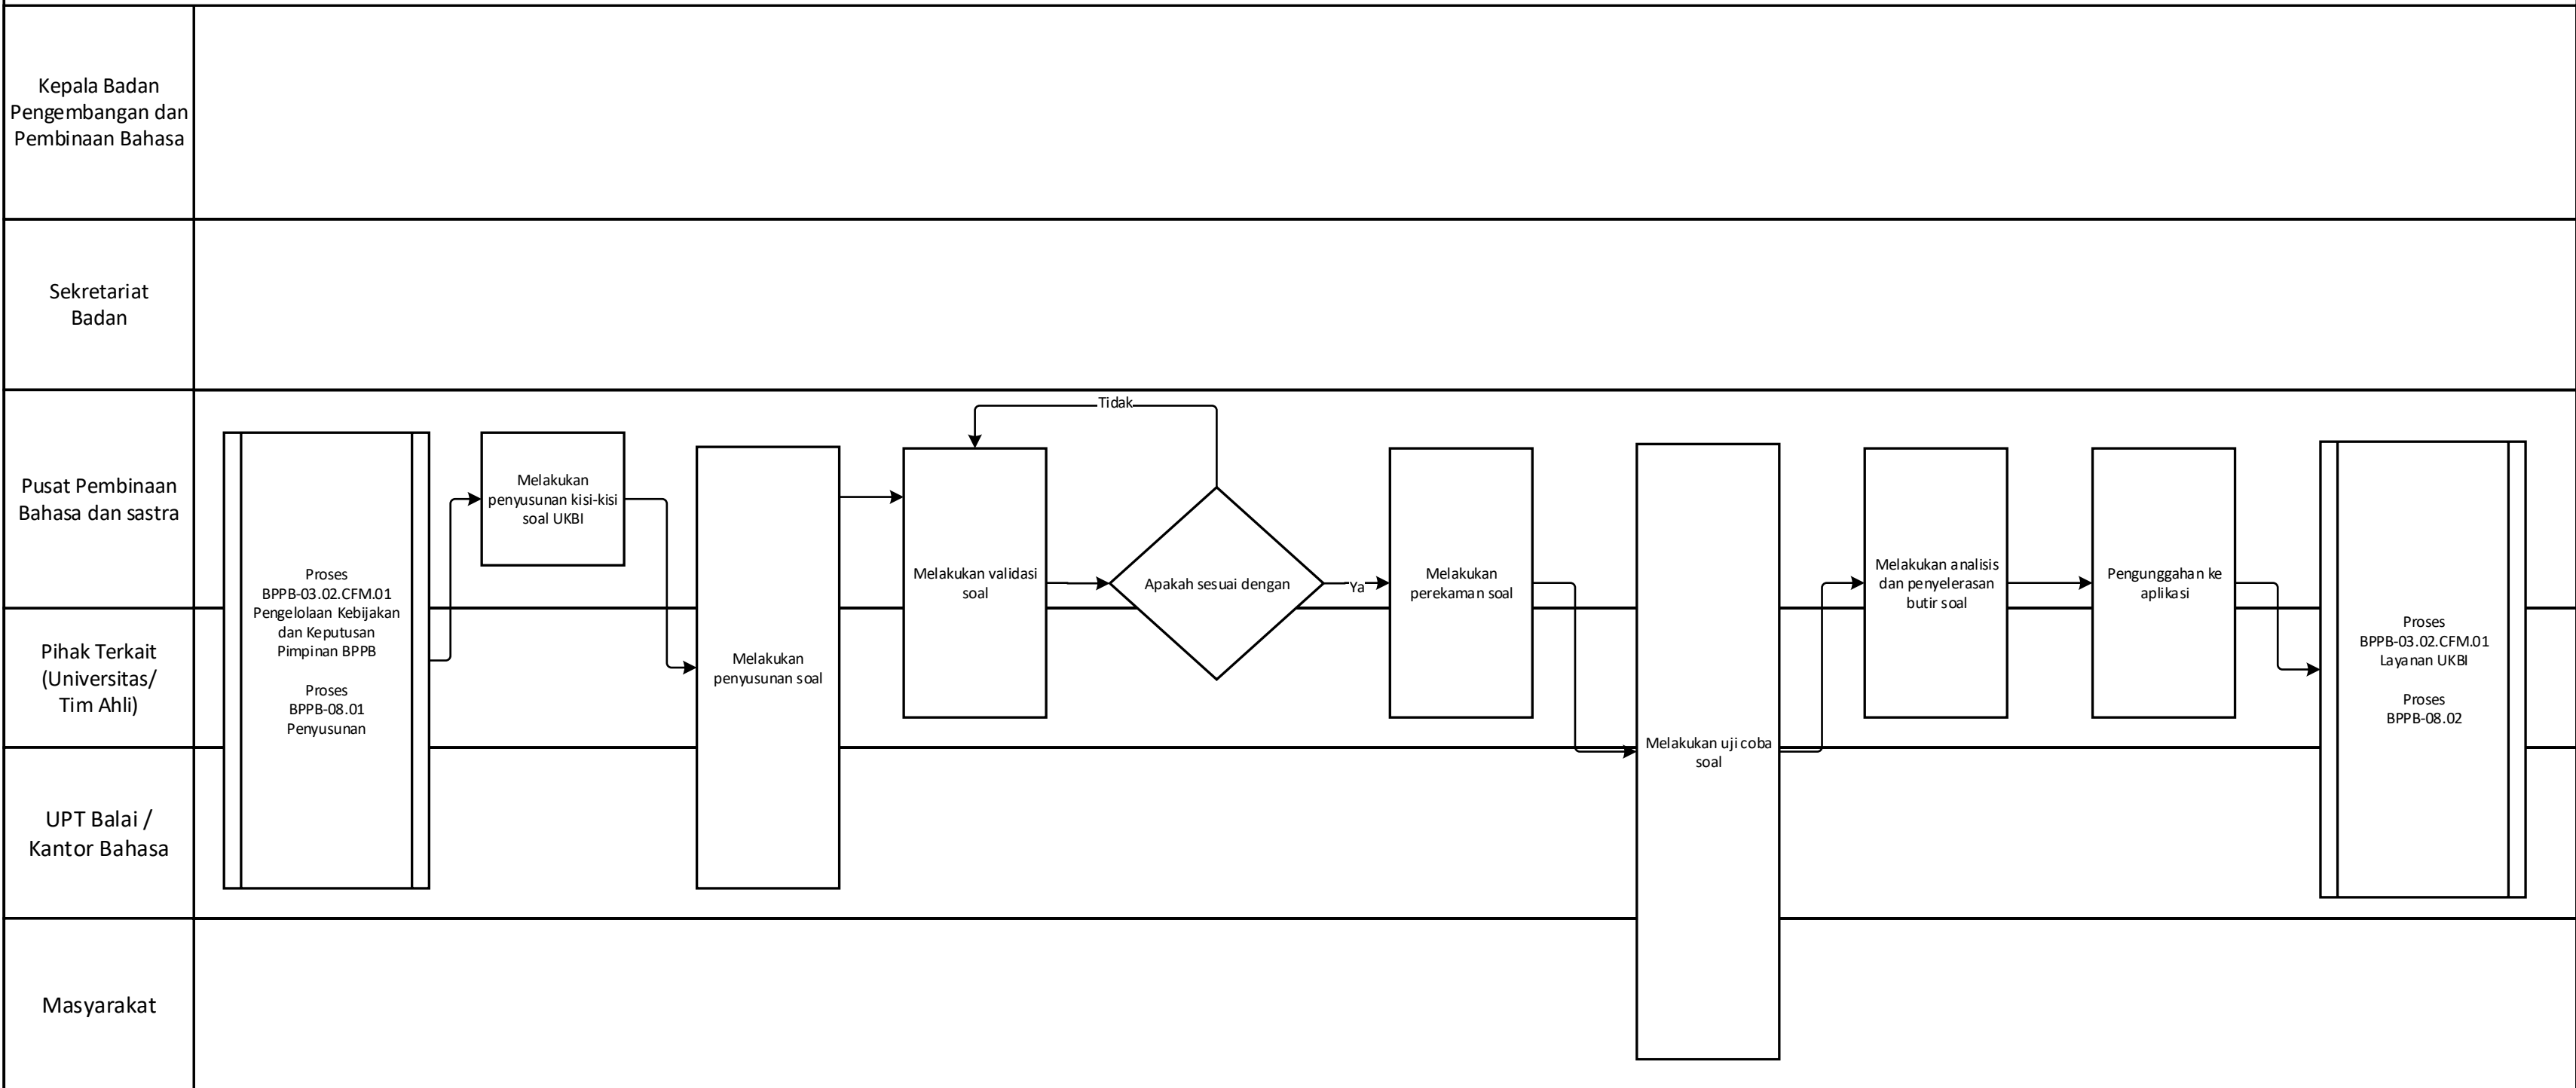 Kepala Badan
Pengembangan dan
Pembinaan Bahasa
Sekretariat
Badan
Pusat Pembinaan
Bahasa dan sastra
Proses
BPPB-03.02.CFM.01
Pengelolaan Kebijakan
dan Keputusan
Pimpinan BPPB
Proses
BPPB-08.01
Penyusunan
Melakukan
penyusunan kisi-kisi
soal UKBI
Melakukan
penyusunan soal
Melakukan validasi
soal
Tidak
Apakah sesuai dengan
Ya
Melakukan
perekaman soal
Melakukan uji coba
soal
Melakukan analisis
dan penyelerasan
butir soal
Pengunggahan ke
aplikasi
Proses
BPPB-03.02.CFM.01
Layanan UKBI
Proses
BPPB-08.02
Pihak Terkait
(Universitas/
Tim Ahli)
UPT Balai /
Kantor Bahasa
Masyarakat